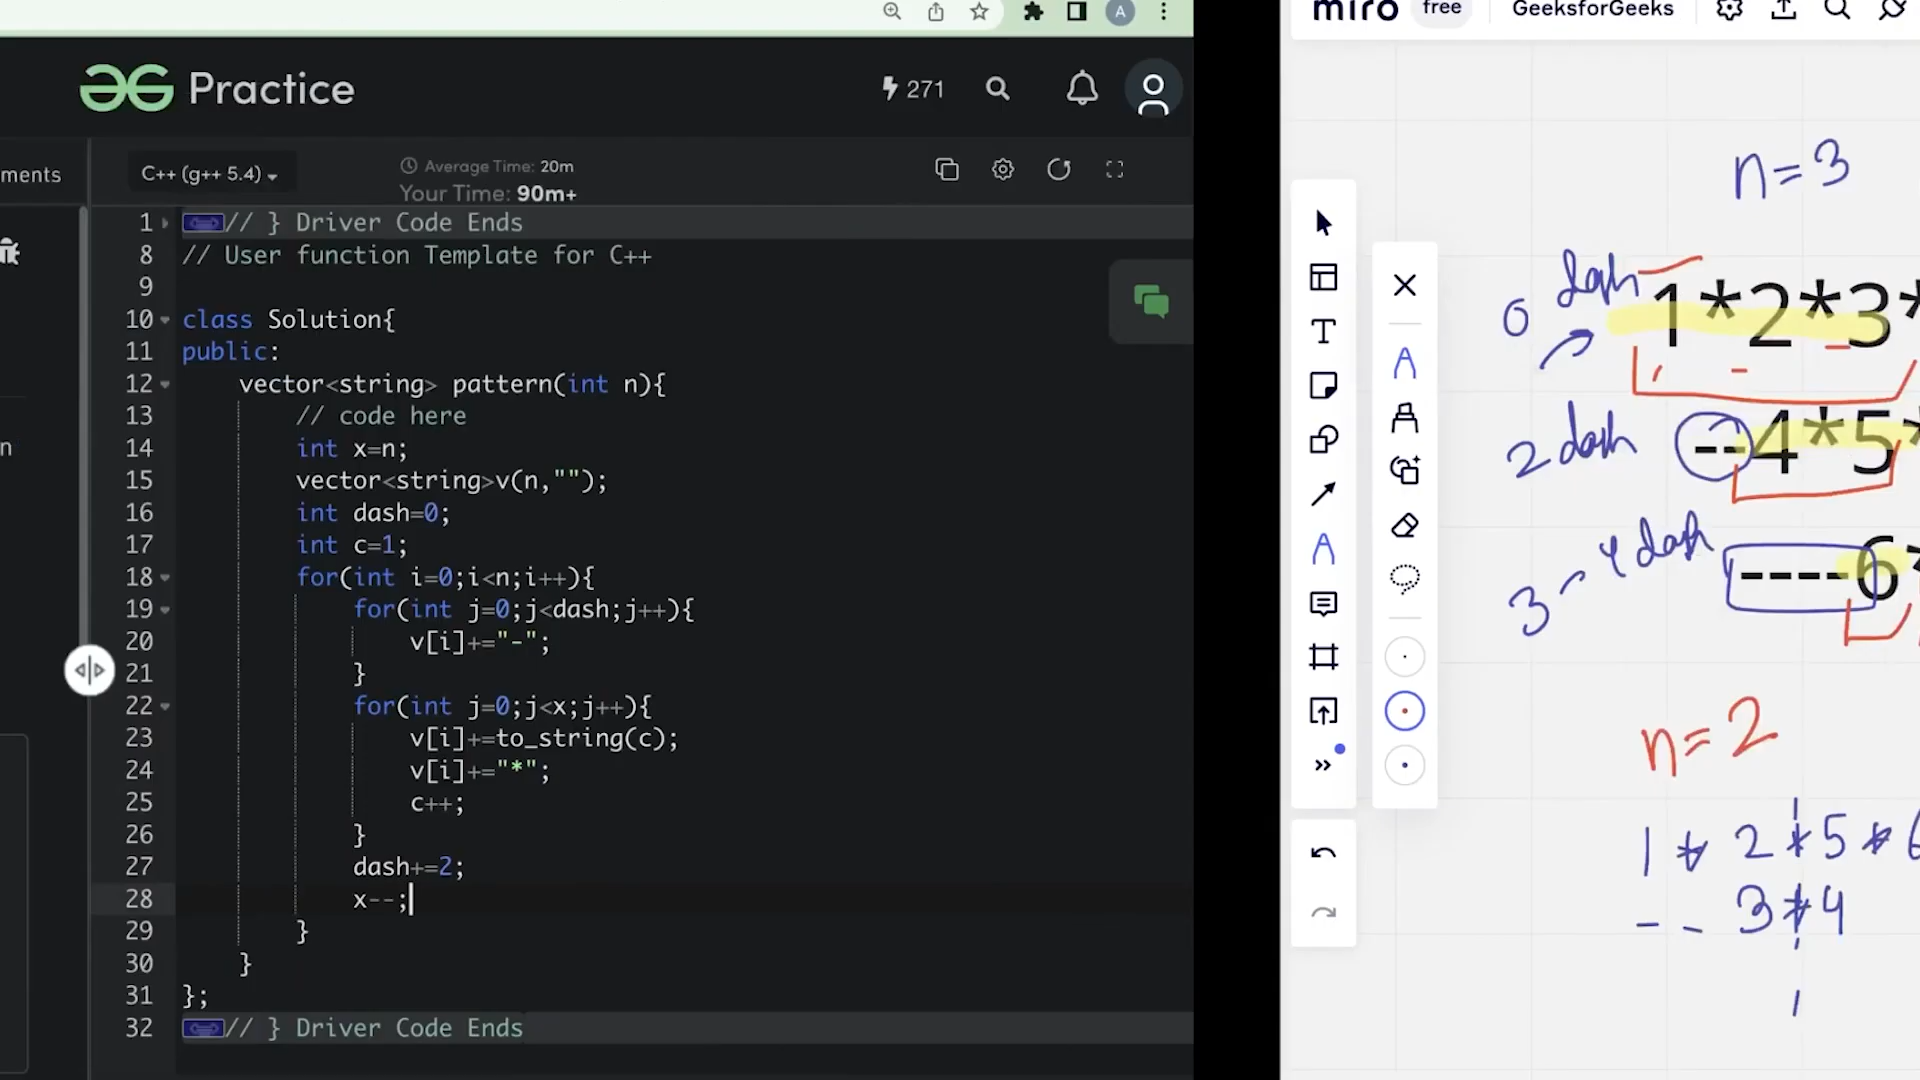 Practice
271
A
ments
C++ (g++ 5.4)
Average Time: 20m
Your Time: 90m+
1 // } Driver Code Ends
8 // User function Template for C++
9
10 class Solution{
11 public:
12 vector<string> pattern(int n){
13 // code here
14 int x=n;
15 vector<string>v(n,"");
16 int dash=0;
17 int c=1;
18 for(int i=0;i<n;i++){
19 for(int j=0;j<dash;j++){
20 v[i]+="-";
21 }
22 for(int j=0;j<x;j++){
23 v[i]+=to_string(c);
24 v[i]+="*";
25 c++;
26 }
27 dash+=2;
28 x--;
29 }
30 }
31 };
32 // } Driver Code Ends
n
miro free GeeksforGeeks
n=3
0 dash 1*2*3*
2 dash --4*5*
3 - 4 dash ----6*
n=2
1 * 2 * 5 * 6
- - 3 * 4